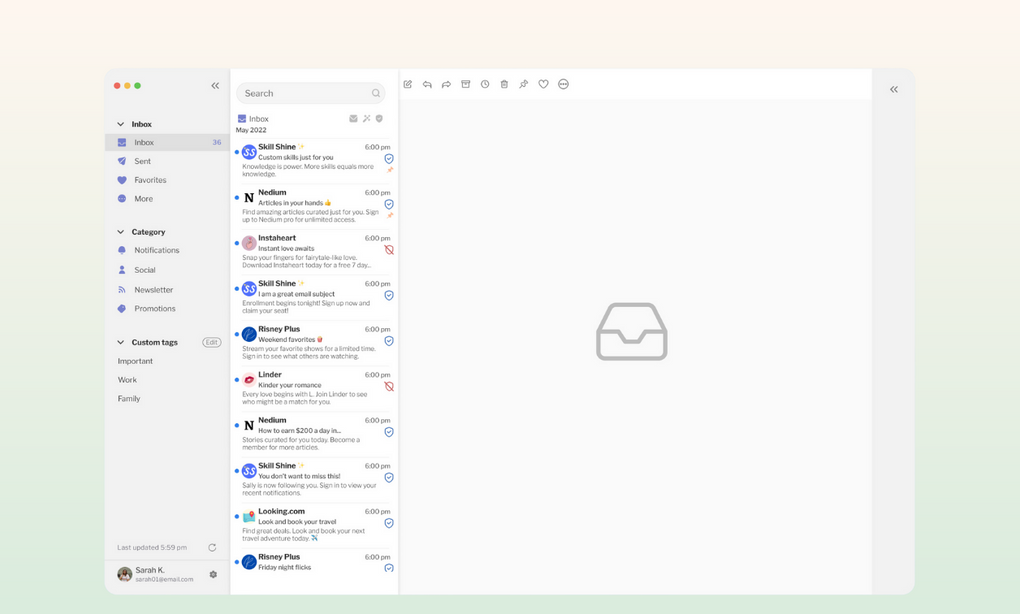 Inbox
Inbox 36
Sent
Favorites
More
Category
Notifications
Social
Newsletter
Promotions
Custom tags Edit
Important
Work
Family
Last updated 5:59 pm
Sarah K.
sarah01@email.com
Search
Inbox
May 2022
Skill Shine 6:00 pm
Custom skills just for you
Knowledge is power. More skills equals more
knowledge.
N
Nedium 6:00 pm
Articles in your hands
Find amazing articles curated just for you. Sign
up to Nedium pro for unlimited access.
Instaheart 6:00 pm
Instant love awaits
Snap your fingers for fairytale-like love.
Download Instaheart today for a free 7 day...
Skill Shine 6:00 pm
I am a great email subject
Enrollment begins tonight! Sign up now and
claim your seat!
Risney Plus 6:00 pm
Weekend favorites
Stream your favorite shows for a limited time.
Sign in to see what others are watching.
Linder 6:00 pm
Kinder your romance
Every love begins with L. Join Linder to see
who might be a match for you.
N
Nedium 6:00 pm
How to earn $200 a day in...
Stories curated for you today. Become a
member for more articles.
Skill Shine 6:00 pm
You don't want to miss this!
Sally is now following you. Sign in to view your
recent notifications.
Looking.com 6:00 pm
Look and book your travel
Find great deals. Look and book your next
travel adventure today.
Risney Plus 6:00 pm
Friday night flicks